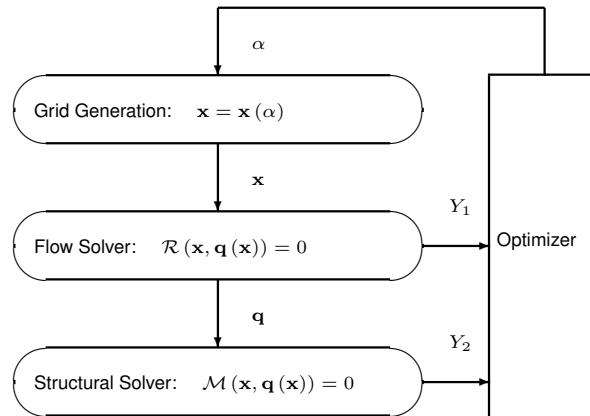 α
Grid Generation: x = x (α)
x
Flow Solver: R (x, q (x)) = 0
Y₁
Optimizer
q
Structural Solver: M (x, q (x)) = 0
Y₂